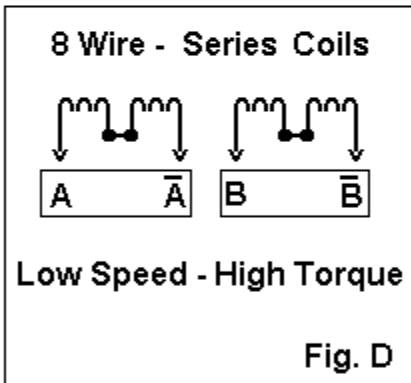 8 Wire - Series Coils
A A̅ B B̅
Low Speed - High Torque
Fig. D